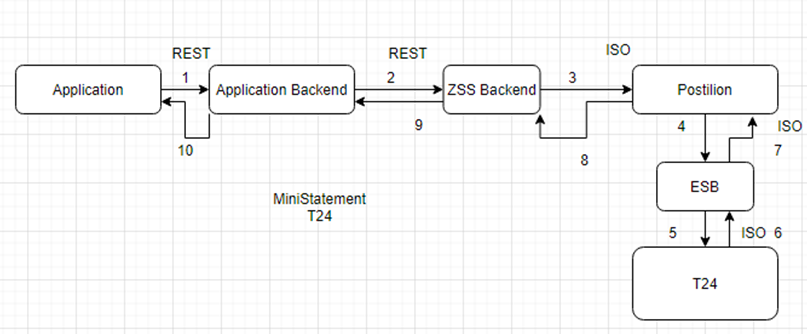 REST
REST
ISO
Application
1
Application Backend
2
ZSS Backend
3
Postilion
9
10
8
4
ISO
7
MiniStatement
T24
ESB
5
ISO 6
T24